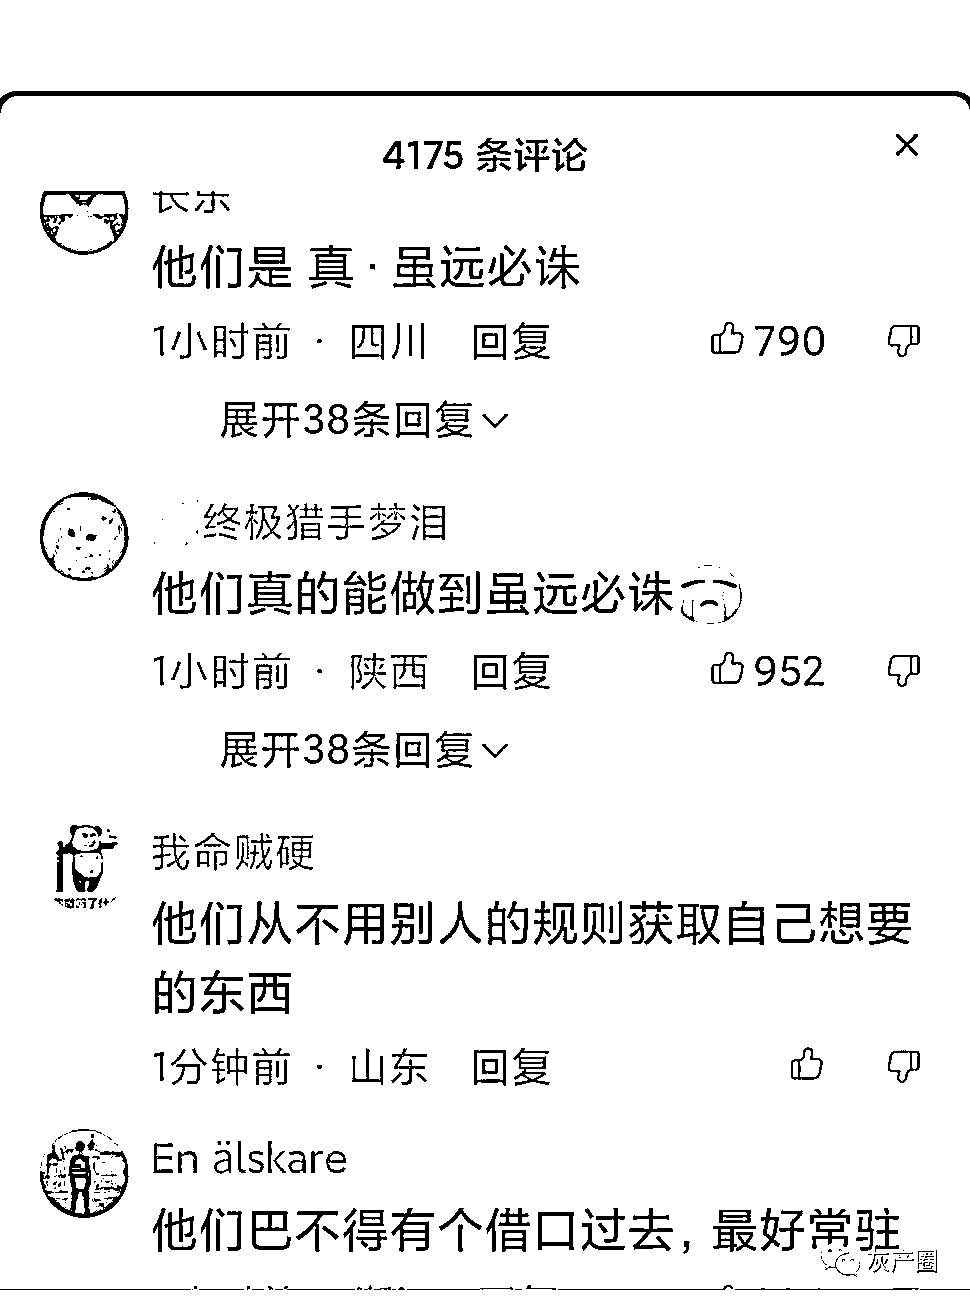 4175 条评论
长乐
他们是 真 · 虽远必诛
1小时前 · 四川 回复 790
展开38条回复
终极猎手梦泪
他们真的能做到虽远必诛
1小时前 · 陕西 回复 952
展开38条回复
我命贼硬
他们从不用别人的规则获取自己想要
的东西
1分钟前 · 山东 回复
En älskare
他们巴不得有个借口过去，最好常驻
灰产圈